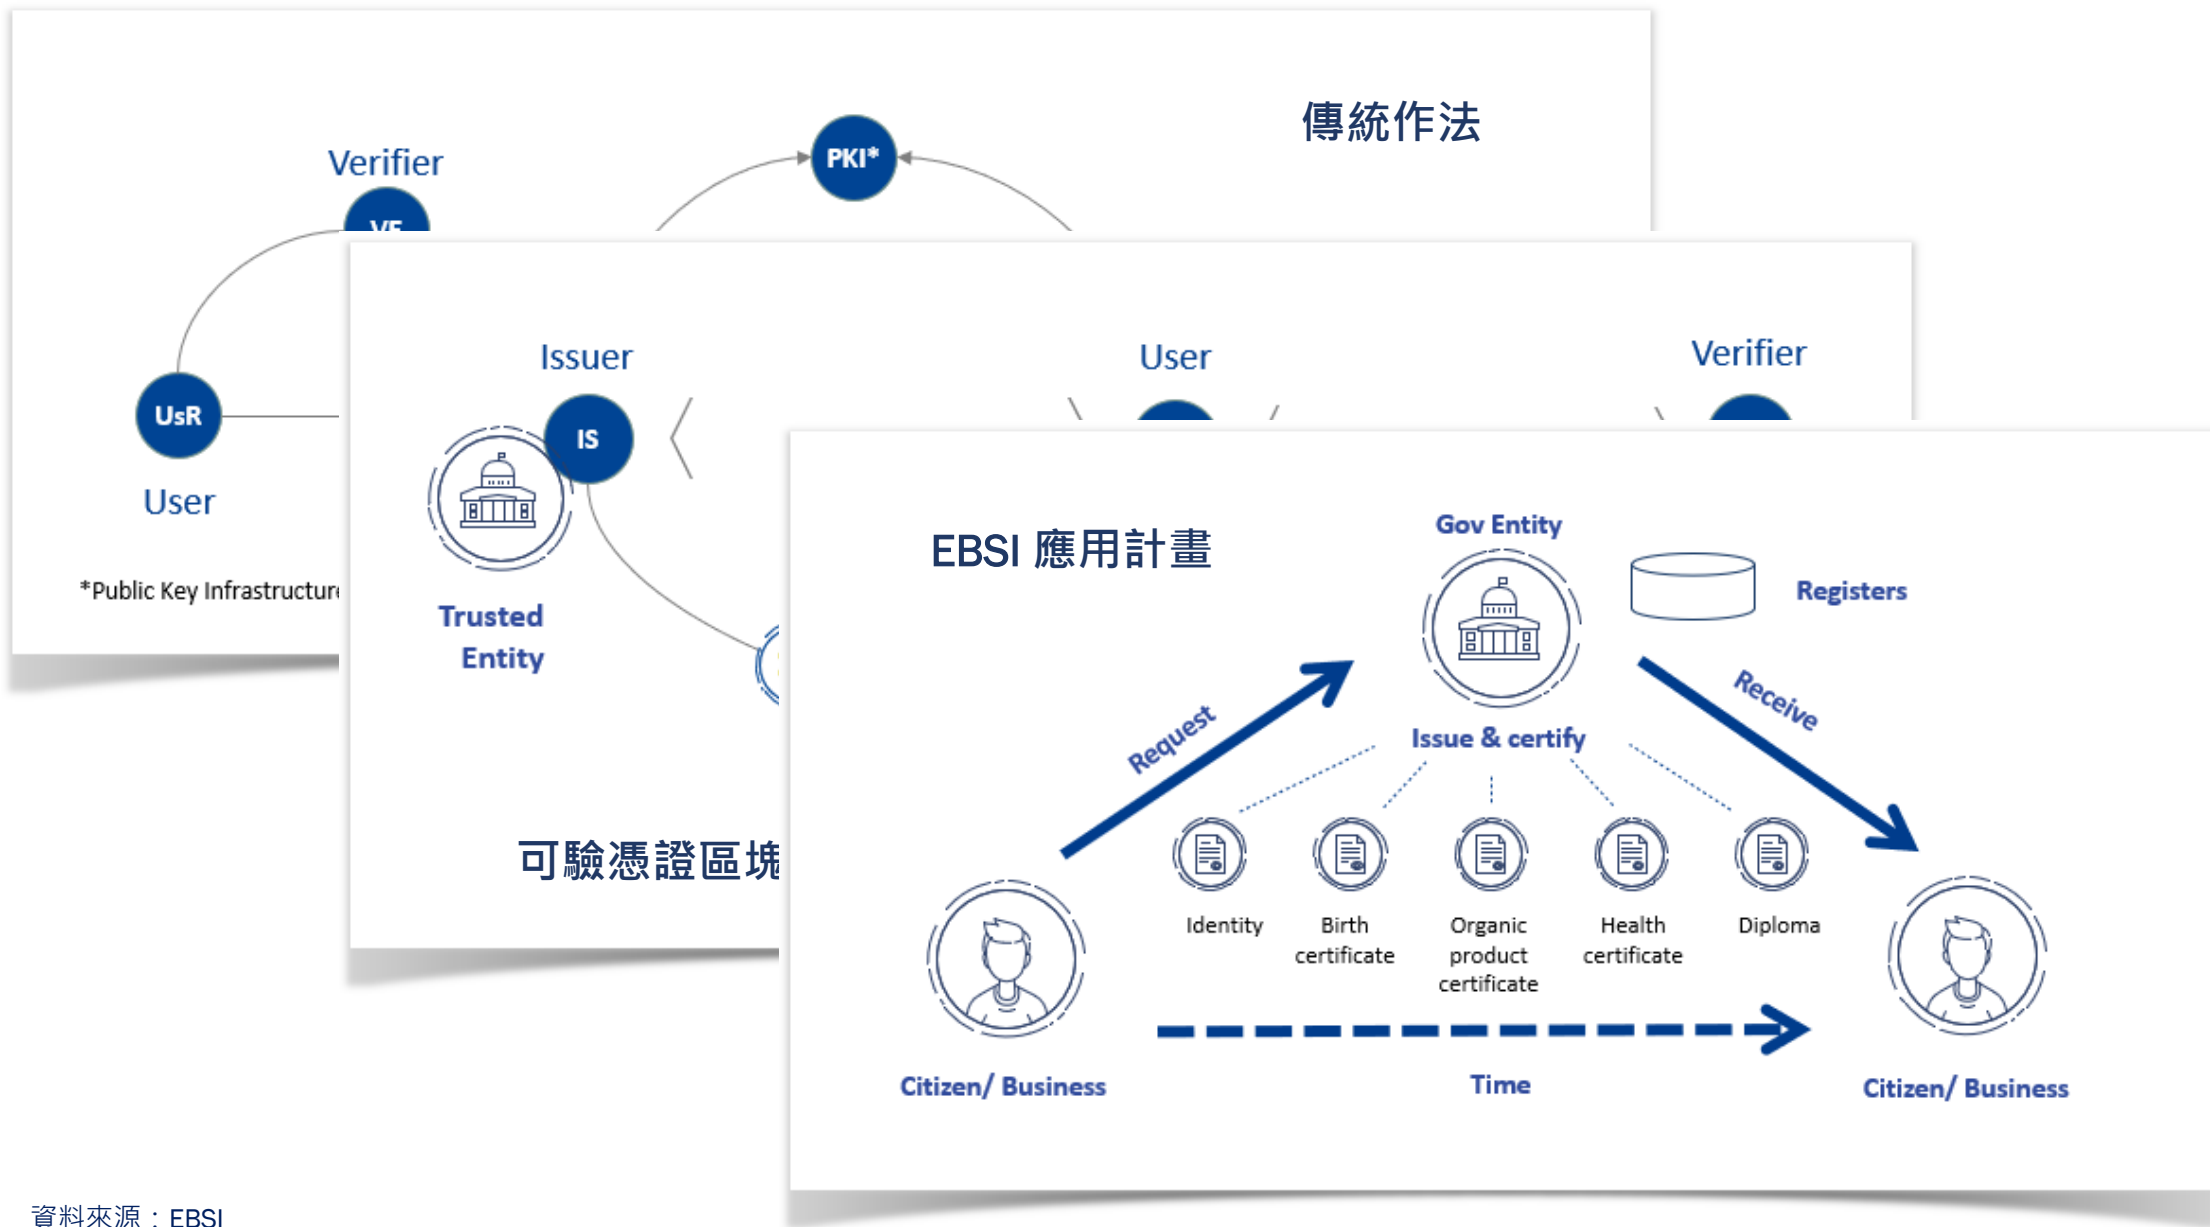 傳統作法
Verifier
PKI*
UsR
User
*Public Key Infrastructure
Issuer
User
Verifier
IS
Trusted
Entity
可驗憑證區塊
EBSI 應用計畫
Gov Entity
Registers
Request
Receive
Issue & certify
Identity
Birth
certificate
Organic
product
certificate
Health
certificate
Diploma
Citizen/ Business
Time
Citizen/ Business
資料來源：EBSI